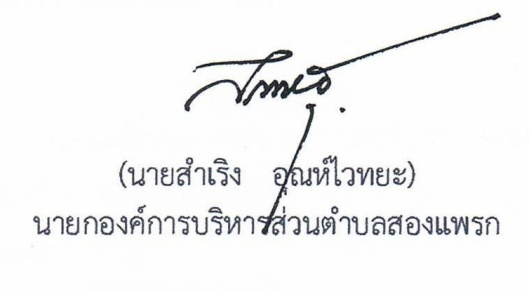 (นายสำเริง อุณห์ไวทยะ)
นายกองค์การบริหารส่วนตำบลสองแพรก